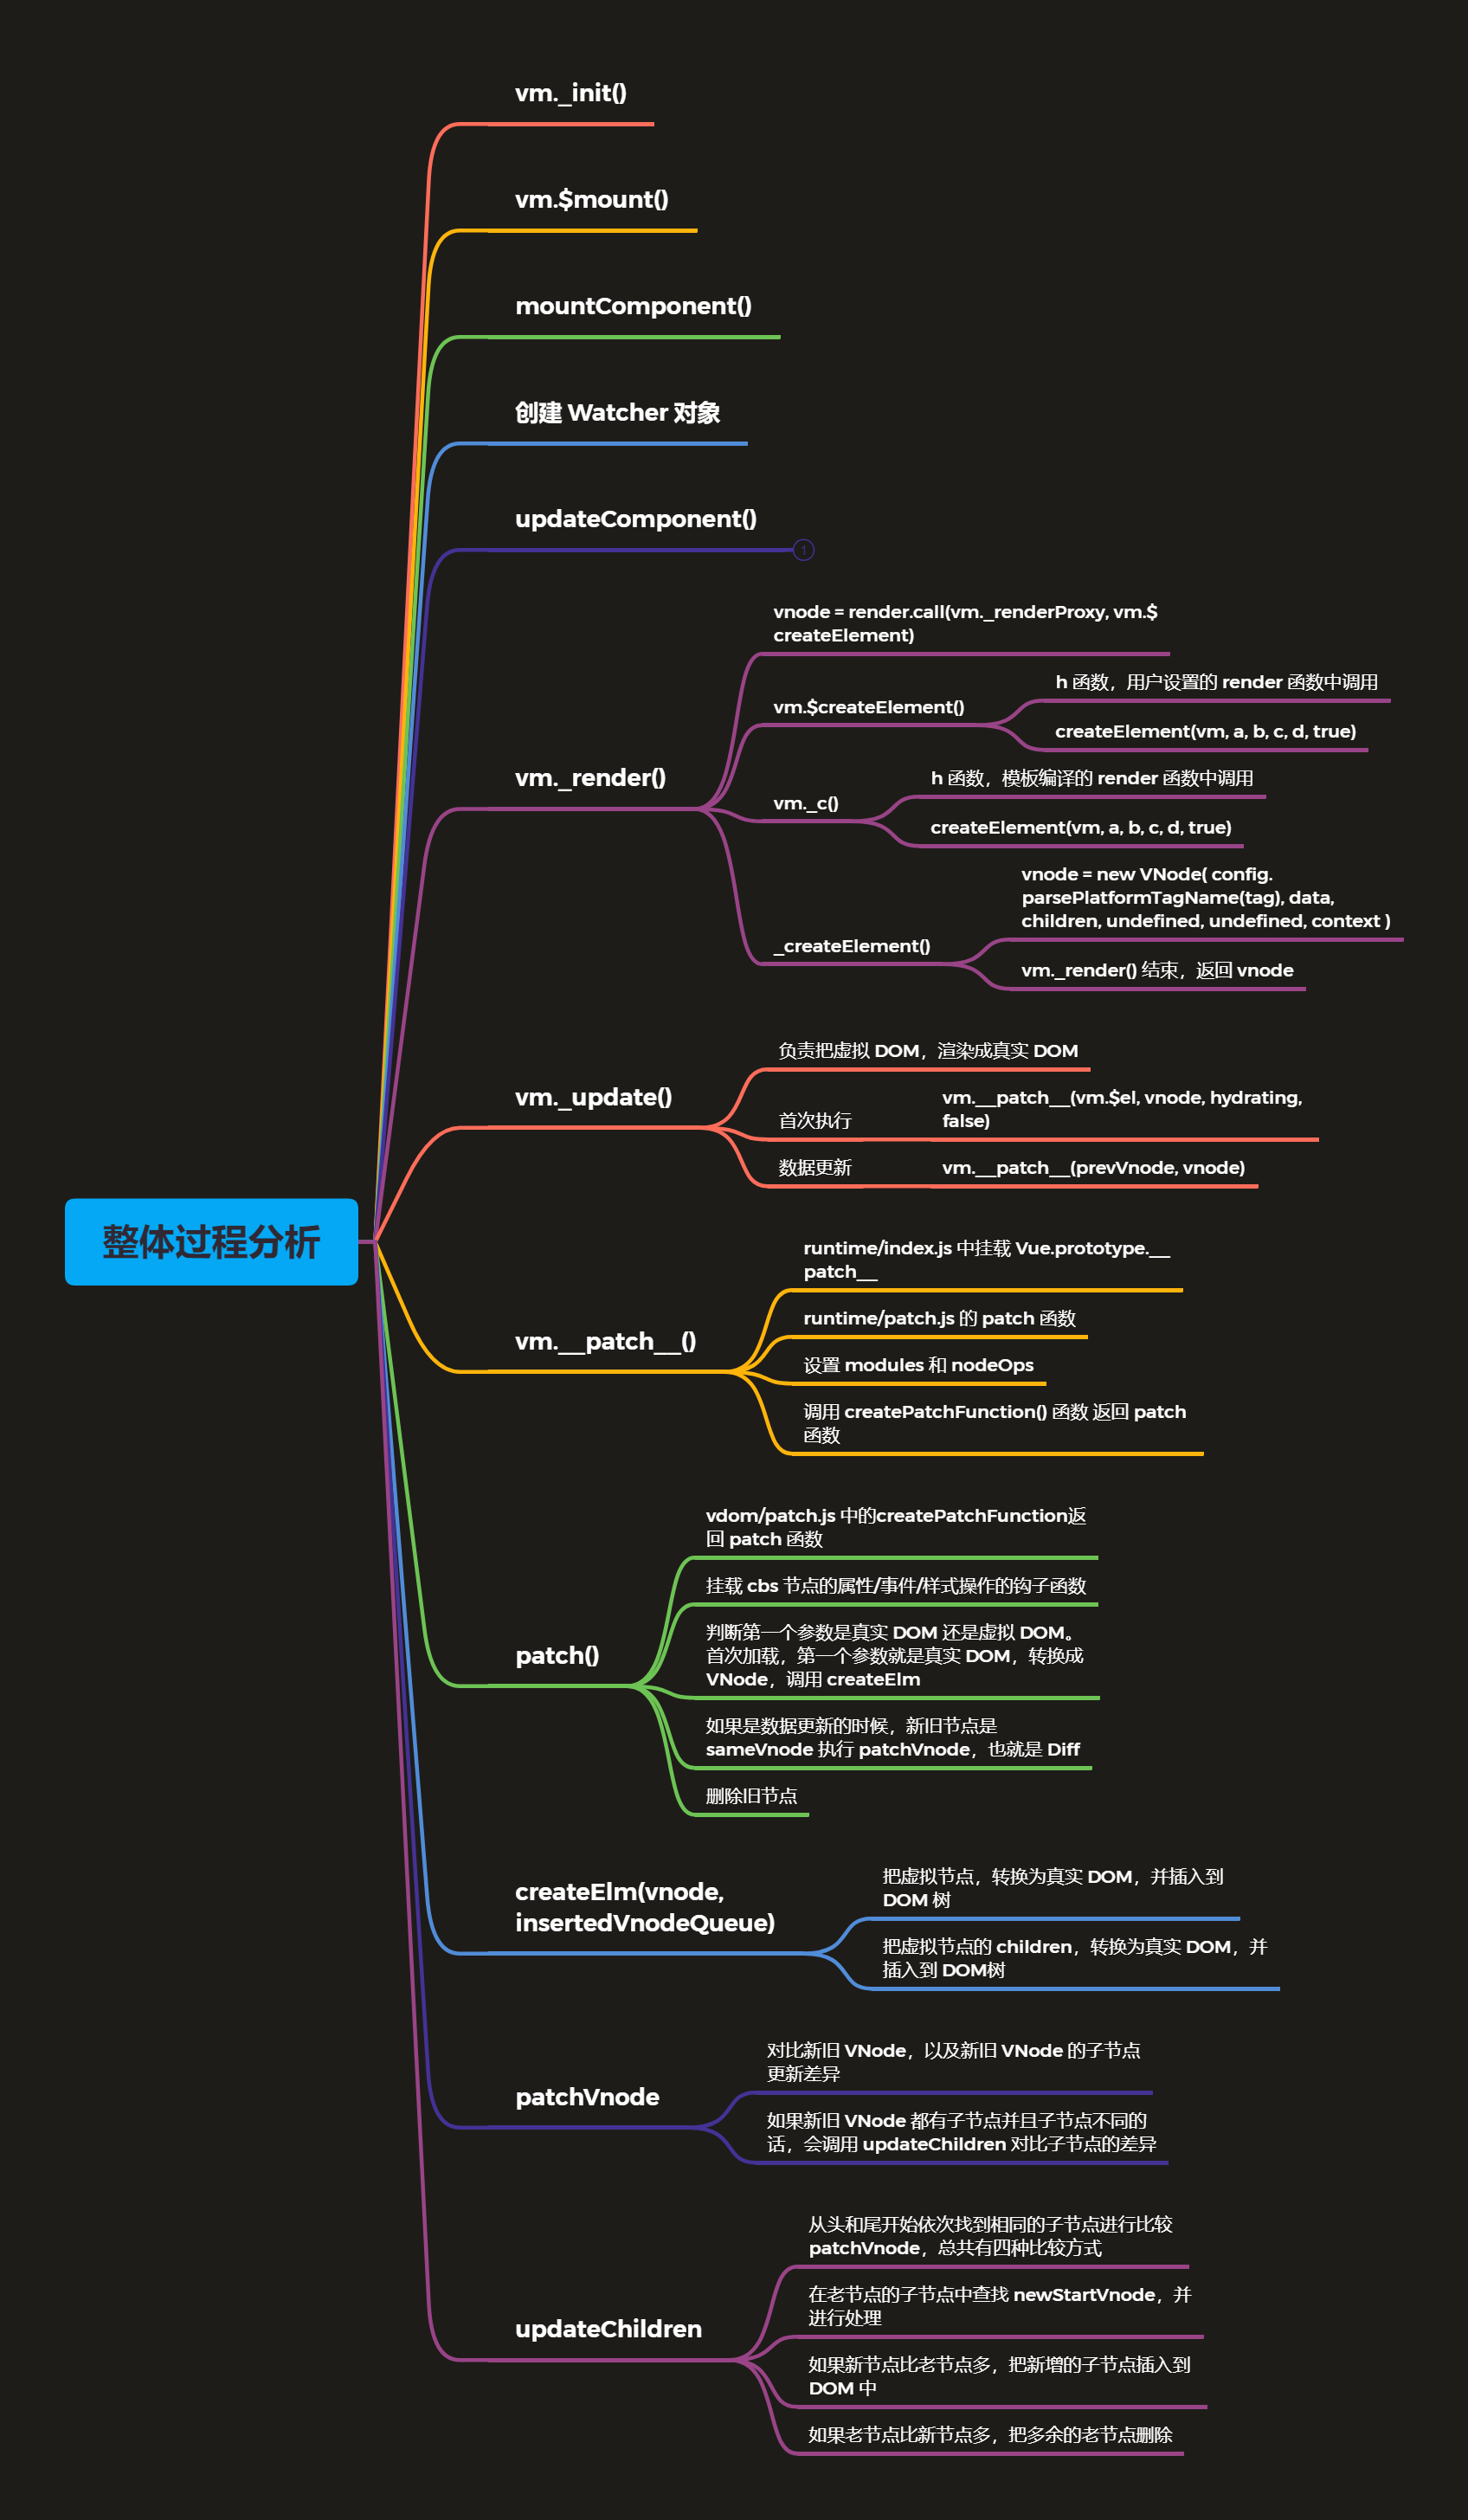 vm._init()
vm.$mount()
mountComponent()
创建 Watcher 对象
updateComponent()
1
vm._render()
vnode = render.call(vm._renderProxy, vm.$
createElement)
vm.$createElement()
h 函数，用户设置的 render 函数中调用
createElement(vm, a, b, c, d, true)
vm._c()
h 函数，模板编译的 render 函数中调用
createElement(vm, a, b, c, d, true)
_createElement()
vnode = new VNode( config.
parsePlatformTagName(tag), data,
children, undefined, undefined, context )
vm._render() 结束，返回 vnode
vm._update()
负责把虚拟 DOM，渲染成真实 DOM
首次执行
vm.__patch__(vm.$el, vnode, hydrating,
false)
数据更新
vm.__patch__(prevVnode, vnode)
整体过程分析
vm.__patch__()
runtime/index.js 中挂载 Vue.prototype.__
patch__
runtime/patch.js 的 patch 函数
设置 modules 和 nodeOps
调用 createPatchFunction() 函数 返回 patch
函数
patch()
vdom/patch.js 中的createPatchFunction返
回 patch 函数
挂载 cbs 节点的属性/事件/样式操作的钩子函数
判断第一个参数是真实 DOM 还是虚拟 DOM。
首次加载，第一个参数就是真实 DOM，转换成
VNode，调用 createElm
如果是数据更新的时候，新旧节点是
sameVnode 执行 patchVnode，也就是 Diff
删除旧节点
createElm(vnode,
insertedVnodeQueue)
把虚拟节点，转换为真实 DOM，并插入到
DOM 树
把虚拟节点的 children，转换为真实 DOM，并
插入到 DOM树
patchVnode
对比新旧 VNode，以及新旧 VNode 的子节点
更新差异
如果新旧 VNode 都有子节点并且子节点不同的
话，会调用 updateChildren 对比子节点的差异
updateChildren
从头和尾开始依次找到相同的子节点进行比较
patchVnode，总共有四种比较方式
在老节点的子节点中查找 newStartVnode，并
进行处理
如果新节点比老节点多，把新增的子节点插入到
DOM 中
如果老节点比新节点多，把多余的老节点删除